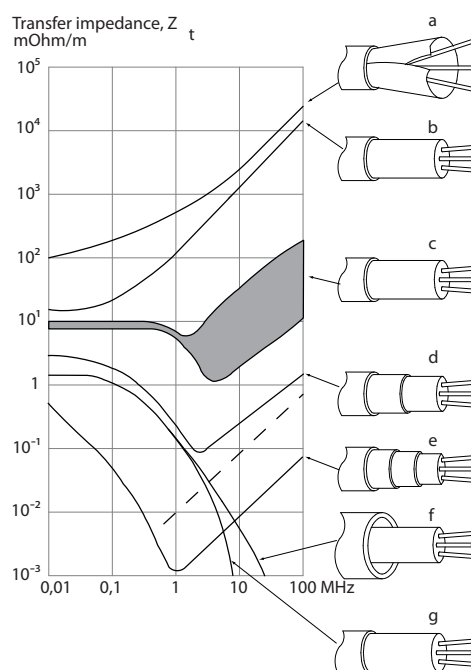 Transfer impedance, Z t
mOhm/m
a
10⁵
b
10⁴
10³
c
10²
10¹
d
1
e
10⁻¹
f
10⁻²
10⁻³
0,01 0,1 1 10 100 MHz
g